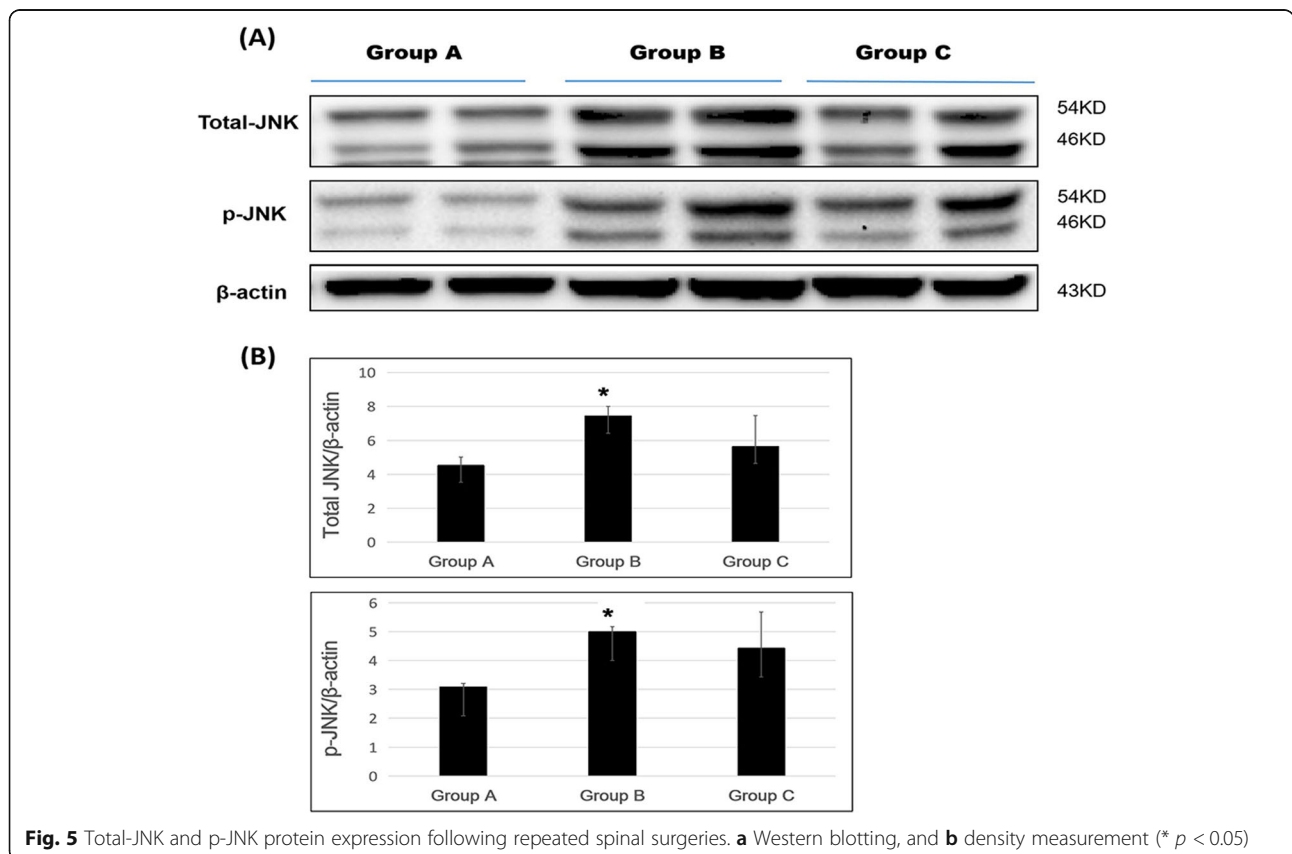 (A)
Group A Group B Group C
Total-JNK 54KD
46KD
p-JNK 54KD
46KD
β-actin 43KD
(B)
Total JNK/β-actin
10
8
6
4
2
0
*
Group A Group B Group C
p-JNK/β-actin
6
5
4
3
2
1
0
*
Group A Group B Group C
Fig. 5 Total-JNK and p-JNK protein expression following repeated spinal surgeries. a Western blotting, and b density measurement (* p < 0.05)